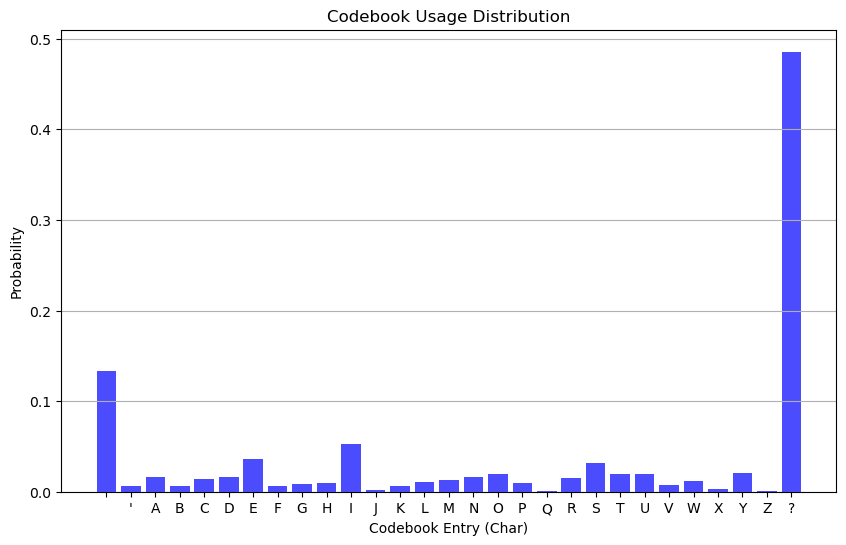 Codebook Usage Distribution
Probability
0.5
0.4
0.3
0.2
0.1
0.0
' A B C D E F G H I J K L M N O P Q R S T U V W X Y Z ?
Codebook Entry (Char)